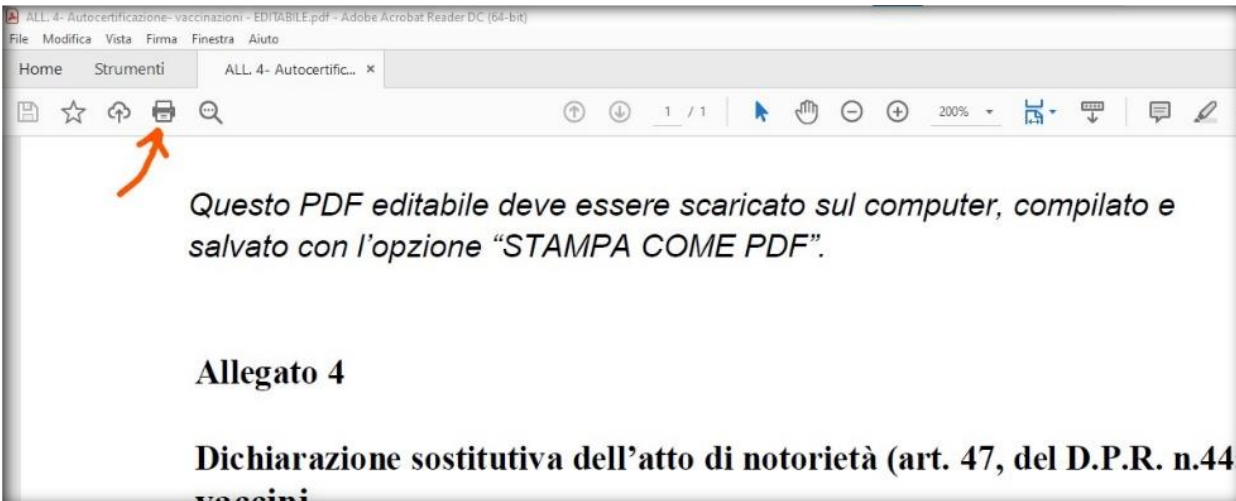 ALL. 4- Autocertificazione- vaccinazioni - EDITABILE.pdf - Adobe Acrobat Reader DC (64-bit)
File Modifica Vista Firma Finestra Aiuto
Home Strumenti ALL. 4- Autocertific... ×
1 / 1 200%
Questo PDF editabile deve essere scaricato sul computer, compilato e
salvato con l’opzione “STAMPA COME PDF”.
Allegato 4
Dichiarazione sostitutiva dell’atto di notorietà (art. 47, del D.P.R. n.44
vaccini